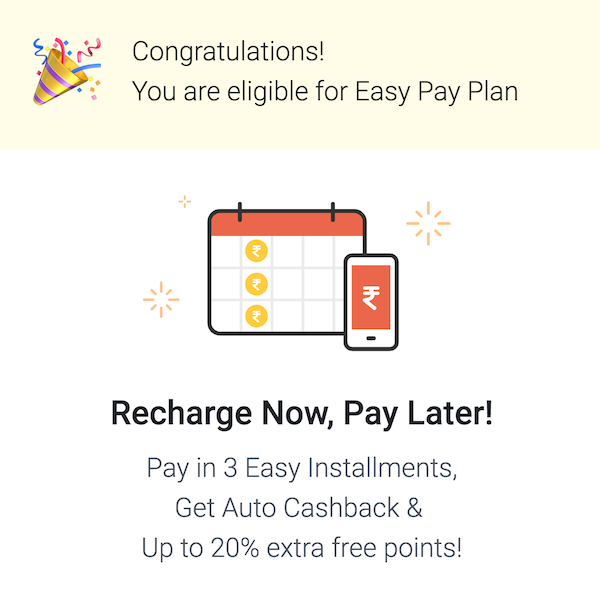 Congratulations!
You are eligible for Easy Pay Plan
₹
₹
₹
₹
Recharge Now, Pay Later!
Pay in 3 Easy Installments,
Get Auto Cashback &
Up to 20% extra free points!